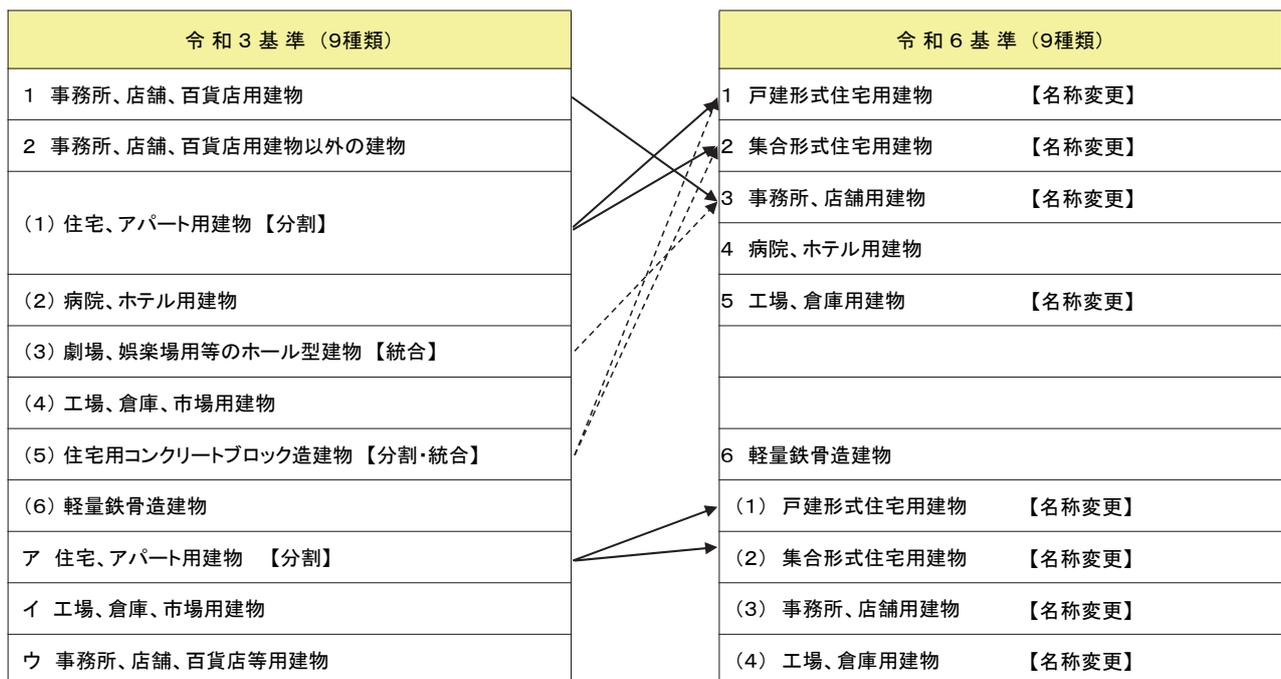 令和3基準（9種類）
1 事務所、店舗、百貨店用建物
2 事務所、店舗、百貨店用建物以外の建物
（1）住宅、アパート用建物 【分割】
（2）病院、ホテル用建物
（3）劇場、娯楽場用等のホール型建物 【統合】
（4）工場、倉庫、市場用建物
（5）住宅用コンクリートブロック造建物 【分割・統合】
（6）軽量鉄骨造建物
ア 住宅、アパート用建物 【分割】
イ 工場、倉庫、市場用建物
ウ 事務所、店舗、百貨店等用建物
令和6基準（9種類）
1 戸建形式住宅用建物 【名称変更】
2 集合形式住宅用建物 【名称変更】
3 事務所、店舗用建物 【名称変更】
4 病院、ホテル用建物
5 工場、倉庫用建物 【名称変更】
6 軽量鉄骨造建物
（1） 戸建形式住宅用建物 【名称変更】
（2） 集合形式住宅用建物 【名称変更】
（3） 事務所、店舗用建物 【名称変更】
（4） 工場、倉庫用建物 【名称変更】